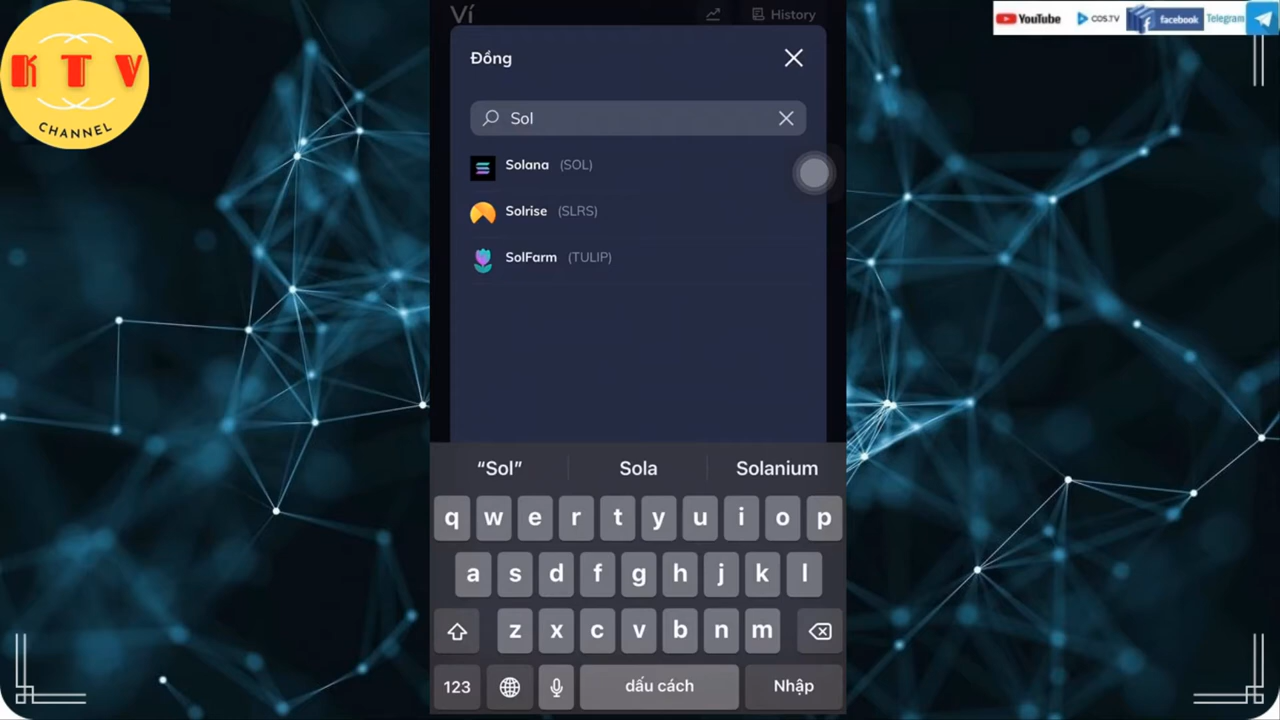 K T V
CHANNEL
YouTube
COS.TV
facebook
Telegram
Ví
History
Đồng
Sol
Solana (SOL)
Solrise (SLRS)
SolFarm (TULIP)
“Sol” Sola Solanium
q w e r t y u i o p
a s d f g h j k l
z x c v b n m
123 dấu cách Nhập